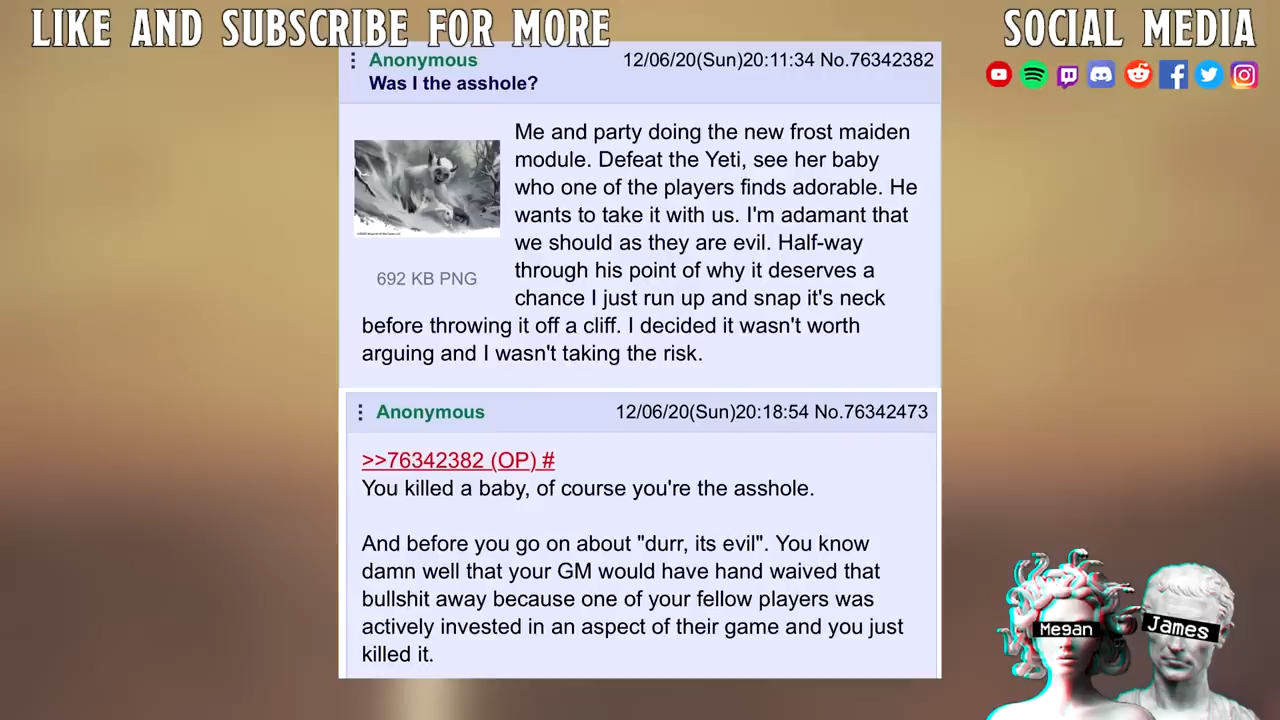 LIKE AND SUBSCRIBE FOR MORE
SOCIAL MEDIA
Anonymous 12/06/20(Sun)20:11:34 No.76342382
Was I the asshole?
Me and party doing the new frost maiden
module. Defeat the Yeti, see her baby
who one of the players finds adorable. He
wants to take it with us. I'm adamant that
we should as they are evil. Half-way
through his point of why it deserves a
chance I just run up and snap it's neck
before throwing it off a cliff. I decided it wasn't worth
arguing and I wasn't taking the risk.
692 KB PNG
Anonymous 12/06/20(Sun)20:18:54 No.76342473
>>76342382 (OP) #
You killed a baby, of course you're the asshole.
And before you go on about "durr, its evil". You know
damn well that your GM would have hand waived that
bullshit away because one of your fellow players was
actively invested in an aspect of their game and you just
killed it.
Megan
James